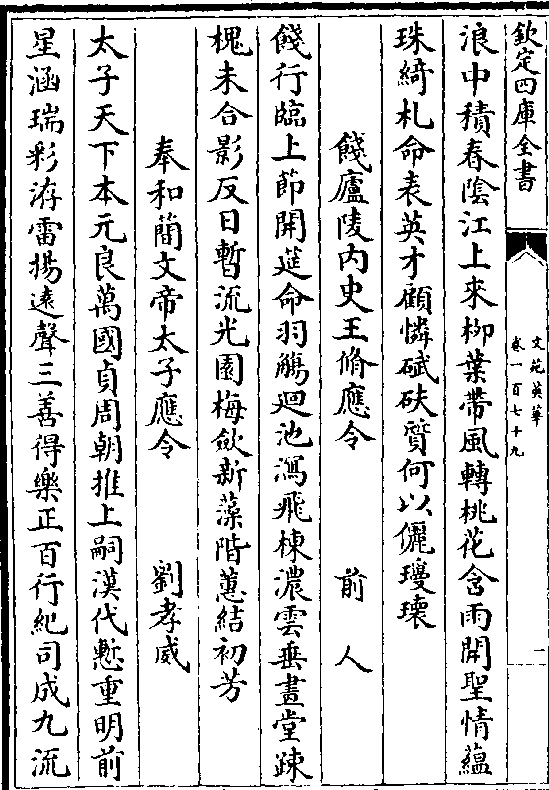 欽定四庫全書
文苑英華
卷一百七十九
一
浪中積春陰江上來柳葉帶風轉桃花含雨開聖情蘊
珠綺札命表英才顧憐碔砆質何以儷瓊瓌
餞廬陵内史王脩應令 前人
餞行臨上節開筵命羽觴迴池瀉飛棟濃雲垂畫堂踈
槐未合影反日暫流光園梅斂新藻階蕙結初芳
奉和簡文帝太子應令 劉孝威
太子天下本元良萬國貞周朝推上嗣漢代慙重明前
星涵瑞彩洊雷揚遠聲三善得樂正百行紀司成九流